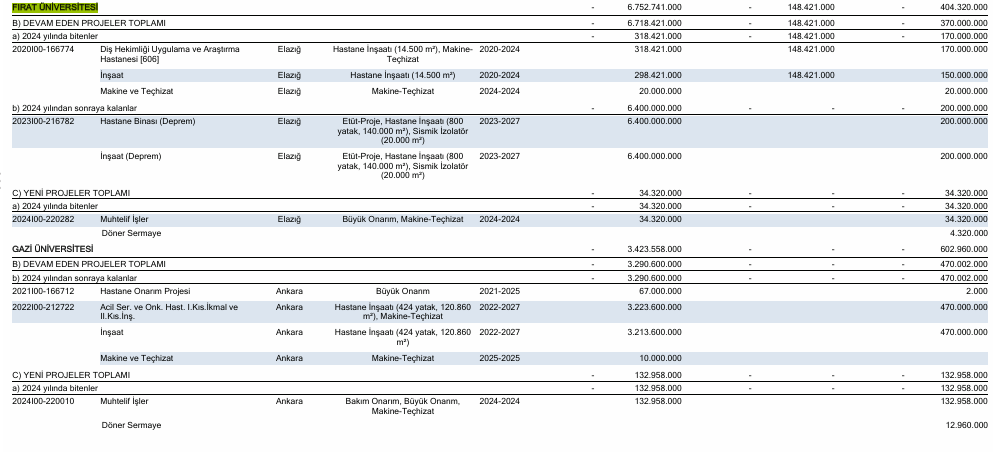 FIRAT ÜNİVERSİTESİ - 6.752.741.000 - 148.421.000 - 404.320.000
B) DEVAM EDEN PROJELER TOPLAMI - 6.718.421.000 - 148.421.000 - 370.000.000
a) 2024 yılında bitenler - 318.421.000 - 148.421.000 - 170.000.000
2020I00-166774 Diş Hekimliği Uygulama ve Araştırma Elazığ Hastane İnşaatı (14.500 m²), Makine- 2020-2024 318.421.000 148.421.000 170.000.000
Hastanesi [606] Teçhizat
İnşaat Elazığ Hastane İnşaatı (14.500 m²) 2020-2024 298.421.000 148.421.000 150.000.000
Makine ve Teçhizat Elazığ Makine-Teçhizat 2024-2024 20.000.000 20.000.000
b) 2024 yılından sonraya kalanlar - 6.400.000.000 - - - 200.000.000
2023I00-216782 Hastane Binası (Deprem) Elazığ Etüt-Proje, Hastane İnşaatı (800 2023-2027 6.400.000.000 200.000.000
yatak, 140.000 m²), Sismik İzolatör
(20.000 m²)
İnşaat (Deprem) Elazığ Etüt-Proje, Hastane İnşaatı (800 2023-2027 6.400.000.000 200.000.000
yatak, 140.000 m²), Sismik İzolatör
(20.000 m²)
C) YENİ PROJELER TOPLAMI - 34.320.000 - - - 34.320.000
a) 2024 yılında bitenler - 34.320.000 - - - 34.320.000
2024I00-220282 Muhtelif İşler Elazığ Büyük Onarım, Makine-Teçhizat 2024-2024 34.320.000 34.320.000
Döner Sermaye 4.320.000
GAZİ ÜNİVERSİTESİ - 3.423.558.000 - - - 602.960.000
B) DEVAM EDEN PROJELER TOPLAMI - 3.290.600.000 - - - 470.002.000
b) 2024 yılından sonraya kalanlar - 3.290.600.000 - - - 470.002.000
2021I00-166712 Hastane Onarım Projesi Ankara Büyük Onarım 2021-2025 67.000.000 2.000
2022I00-212722 Acil Ser. ve Onk. Hast. I.Kıs.İkmal ve Ankara Hastane İnşaatı (424 yatak, 120.860 2022-2027 3.223.600.000 470.000.000
II.Kıs.İnş. m²), Makine-Teçhizat
İnşaat Ankara Hastane İnşaatı (424 yatak, 120.860 2022-2027 3.213.600.000 470.000.000
m²)
Makine ve Teçhizat Ankara Makine-Teçhizat 2025-2025 10.000.000
C) YENİ PROJELER TOPLAMI - 132.958.000 - - - 132.958.000
a) 2024 yılında bitenler - 132.958.000 - - - 132.958.000
2024I00-220010 Muhtelif İşler Ankara Bakım Onarım, Büyük Onarım, 2024-2024 132.958.000 132.958.000
Makine-Teçhizat
Döner Sermaye 12.960.000